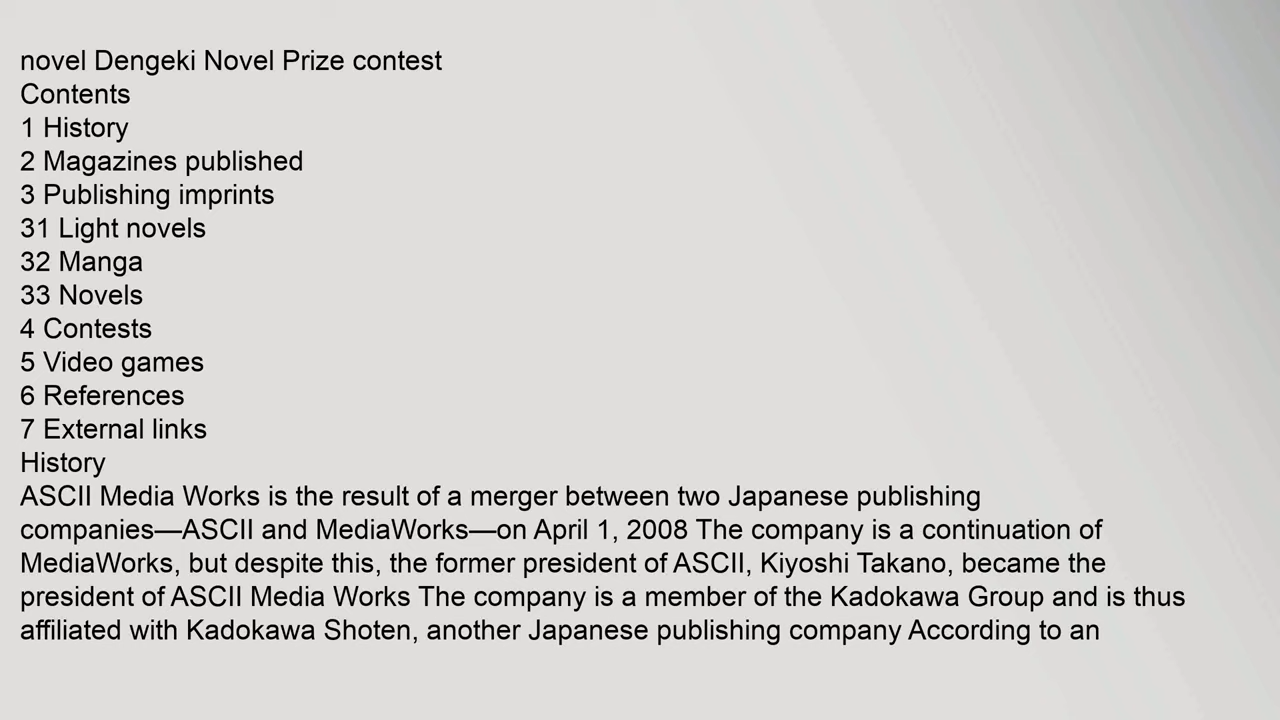 novel Dengeki Novel Prize contest
Contents
1 History
2 Magazines published
3 Publishing imprints
31 Light novels
32 Manga
33 Novels
4 Contests
5 Video games
6 References
7 External links
History
ASCII Media Works is the result of a merger between two Japanese publishing
companies—ASCII and MediaWorks—on April 1, 2008 The company is a continuation of
MediaWorks, but despite this, the former president of ASCII, Kiyoshi Takano, became the
president of ASCII Media Works The company is a member of the Kadokawa Group and is thus
affiliated with Kadokawa Shoten, another Japanese publishing company According to an